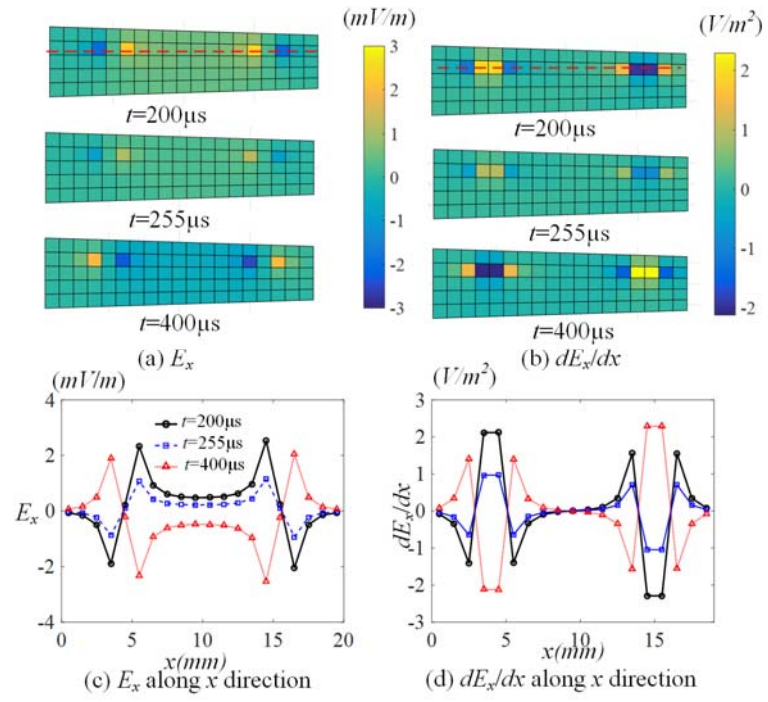 (mV/m)
3
2
1
0
-1
-2
-3
t=200μs
t=255μs
t=400μs
(a) Ex
(V/m²)
2
1
0
-1
-2
t=200μs
t=255μs
t=400μs
(b) dEx/dx
(mV/m)
4
2
0
-2
-4
Ex
t=200μs
t=255μs
t=400μs
0 5 10 15 20
x(mm)
(c) Ex along x direction
(V/m²)
3
2
1
0
-1
-2
-3
dEx/dx
0 5 10 15
x(mm)
(d) dEx/dx along x direction